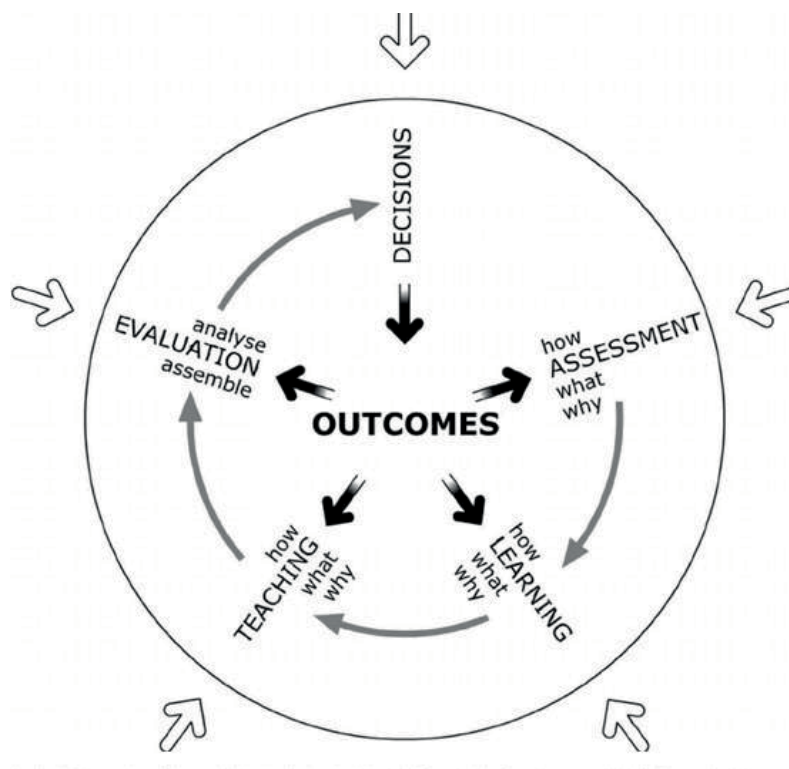 DECISIONS
how
ASSESSMENT
what
why
analyse
EVALUATION
assemble
OUTCOMES
how
LEARNING
what
why
how
what
why
TEACHING